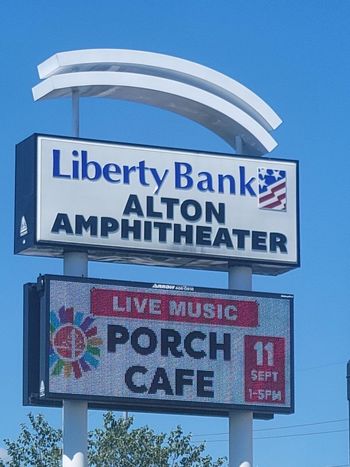 Liberty Bank
ALTON
AMPHITHEATER
LIVE MUSIC
PORCH
CAFE
11
SEPT
1-5PM